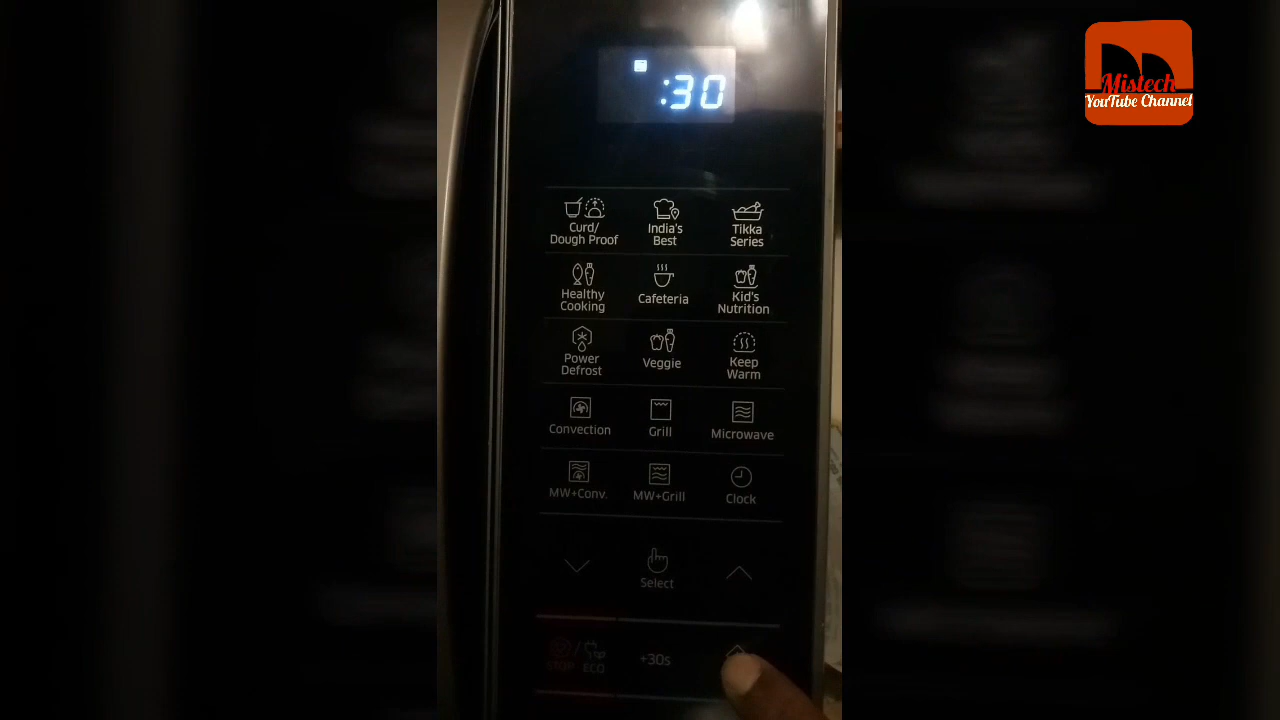 Mistech
YouTube Channel
:30
Curd/
Dough Proof
India's
Best
Tikka
Series
Healthy
Cooking
Cafeteria
Kid's
Nutrition
Power
Defrost
Veggie
Keep
Warm
Convection
Grill
Microwave
MW+Conv.
MW+Grill
Clock
Select
STOP
/
ECO
+30s